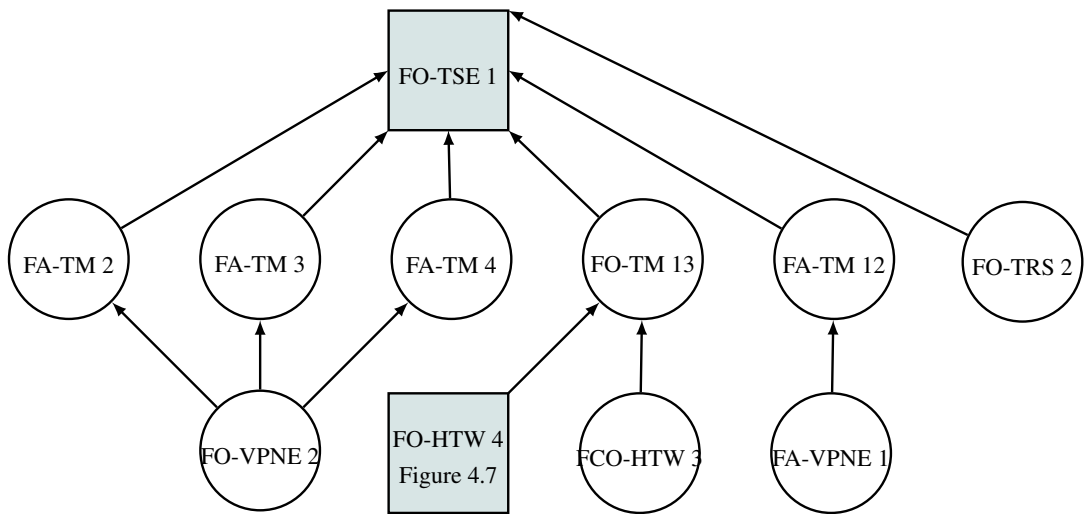 FO-TSE 1
FA-TM 2
FA-TM 3
FA-TM 4
FO-TM 13
FA-TM 12
FO-TRS 2
FO-VPNE 2
FO-HTW 4
Figure 4.7
FCO-HTW 3
FA-VPNE 1